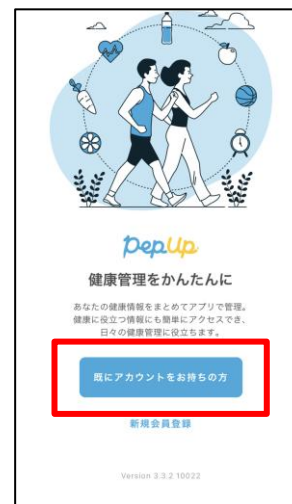 PepUp
健康管理をかんたんに
あなたの健康情報をまとめてアプリで管理。
健康に役立つ情報にも簡単にアクセスでき、
日々の健康管理に役立ちます。
既にアカウントをお持ちの方
新規会員登録
Version 3.3.2 10022